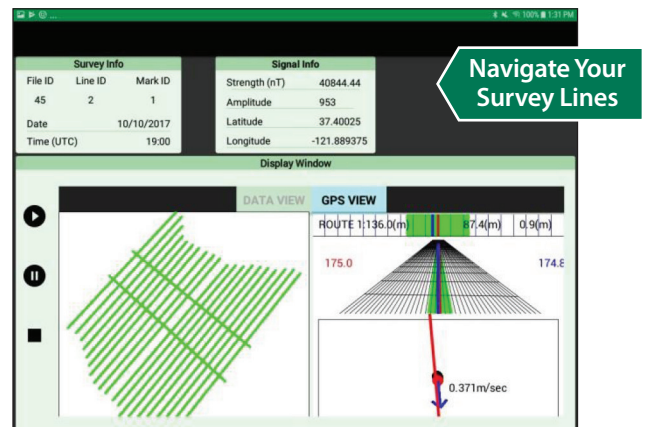 100% 1:31 PM
Survey Info
File ID Line ID Mark ID
45 2 1
Date 10/10/2017
Time (UTC) 19:00
Signal Info
Strength (nT) 40844.44
Amplitude 953
Latitude 37.40025
Longitude -121.889375
Navigate Your
Survey Lines
Display Window
DATA VIEW GPS VIEW
ROUTE 1:136.0(m) 87.4(m) 0.9(m)
175.0 174.8
0.371m/sec